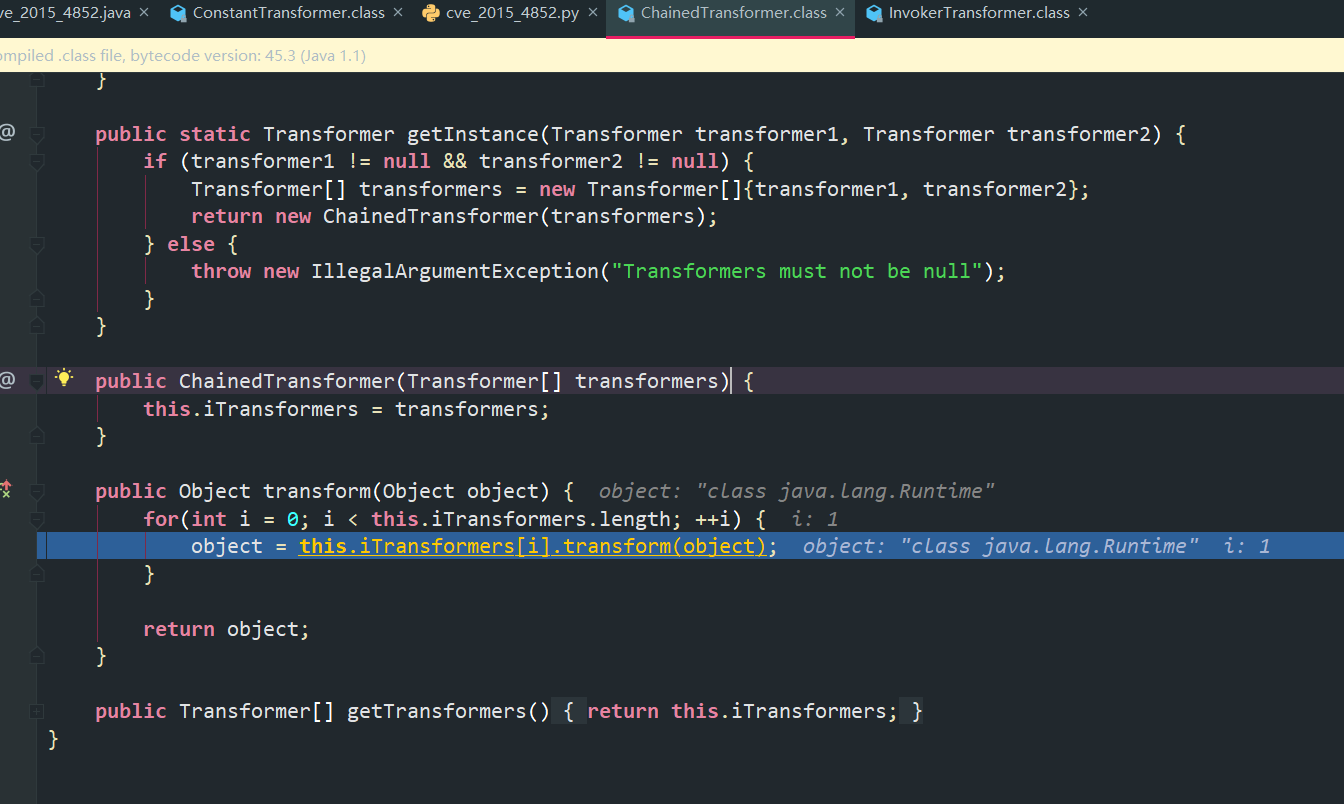 ve_2015_4852.java × ConstantTransformer.class × cve_2015_4852.py × ChainedTransformer.class × InvokerTransformer.class ×
ompiled .class file, bytecode version: 45.3 (Java 1.1)
}
@ public static Transformer getInstance(Transformer transformer1, Transformer transformer2) {
if (transformer1 != null && transformer2 != null) {
Transformer[] transformers = new Transformer[]{transformer1, transformer2};
return new ChainedTransformer(transformers);
} else {
throw new IllegalArgumentException("Transformers must not be null");
}
}
@ public ChainedTransformer(Transformer[] transformers) {
this.iTransformers = transformers;
}
public Object transform(Object object) { object: "class java.lang.Runtime"
for(int i = 0; i < this.iTransformers.length; ++i) { i: 1
object = this.iTransformers[i].transform(object); object: "class java.lang.Runtime" i: 1
}
return object;
}
public Transformer[] getTransformers() { return this.iTransformers; }
}